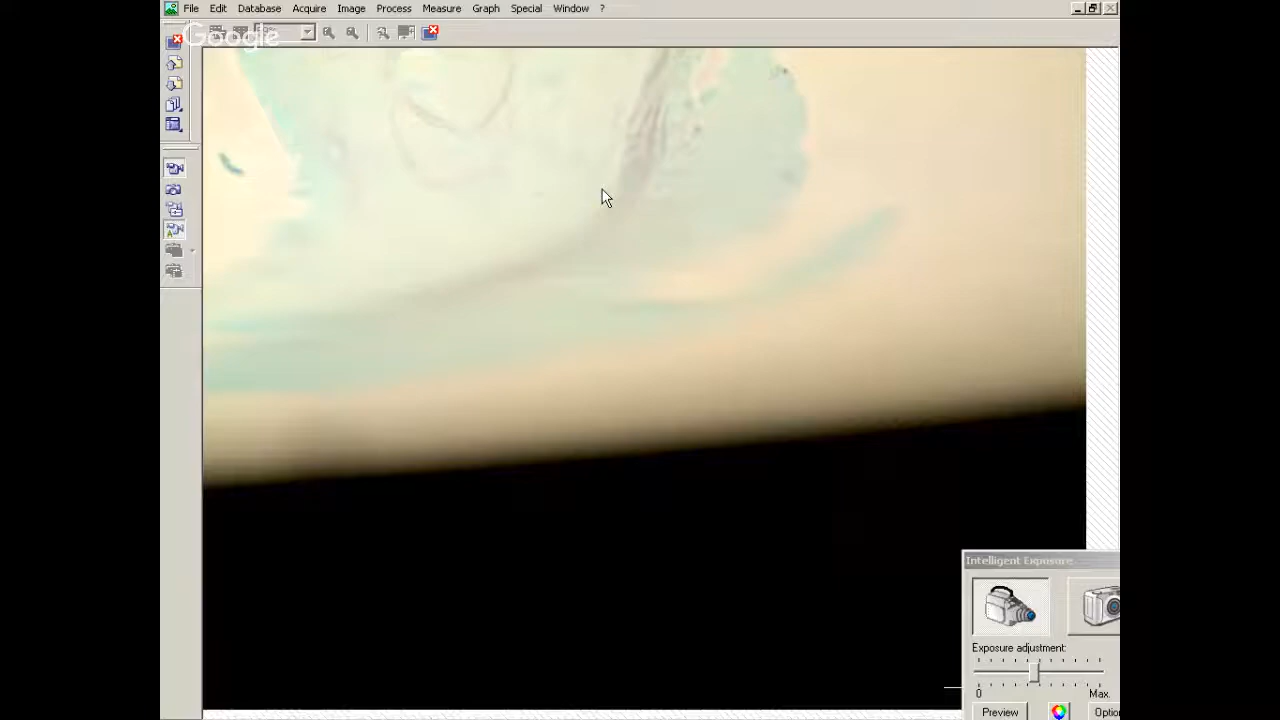 File Edit Database Acquire Image Process Measure Graph Special Window ?
Google
Intelligent Exposure
Exposure adjustment:
0 Max.
Preview Optio